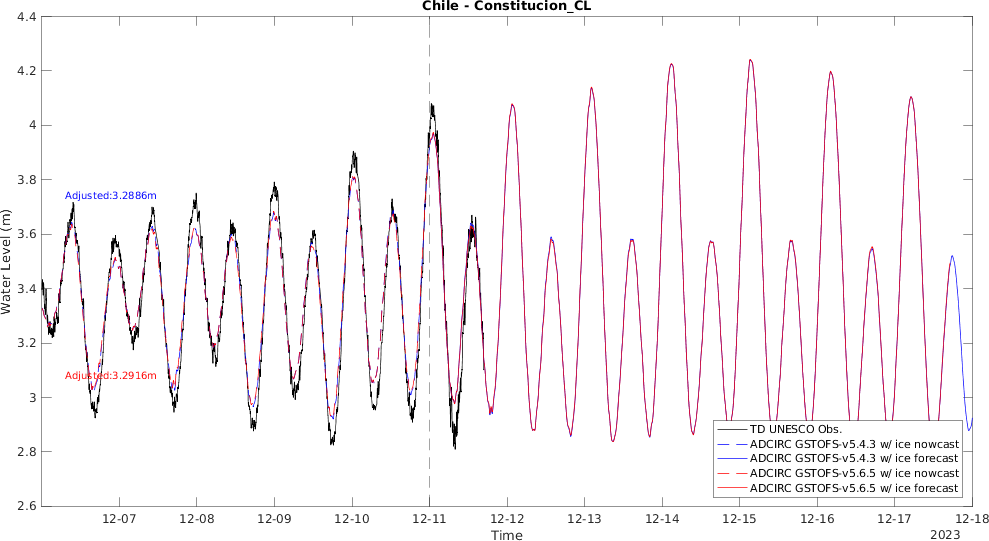 Chile - Constitucion_CL
4.4
4.2
4
3.8
3.6
3.4
3.2
3
2.8
2.6
Water Level (m)
Adjusted:3.2886m
Adjusted:3.2916m
TD UNESCO Obs.
ADCIRC GSTOFS-v5.4.3 w/ ice nowcast
ADCIRC GSTOFS-v5.4.3 w/ ice forecast
ADCIRC GSTOFS-v5.6.5 w/ ice nowcast
ADCIRC GSTOFS-v5.6.5 w/ ice forecast
12-07 12-08 12-09 12-10 12-11 12-12 12-13 12-14 12-15 12-16 12-17 12-18
Time
2023